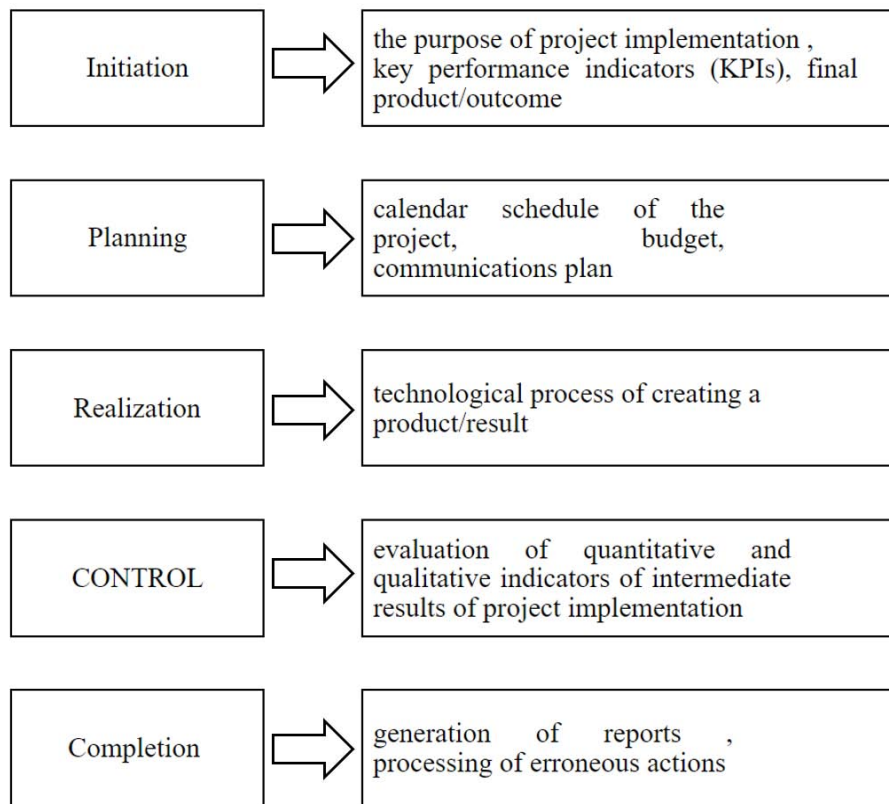 Initiation
the purpose of project implementation ,
key performance indicators (KPIs), final
product/outcome
Planning
calendar schedule of the
project, budget,
communications plan
Realization
technological process of creating a
product/result
CONTROL
evaluation of quantitative and
qualitative indicators of intermediate
results of project implementation
Completion
generation of reports ,
processing of erroneous actions